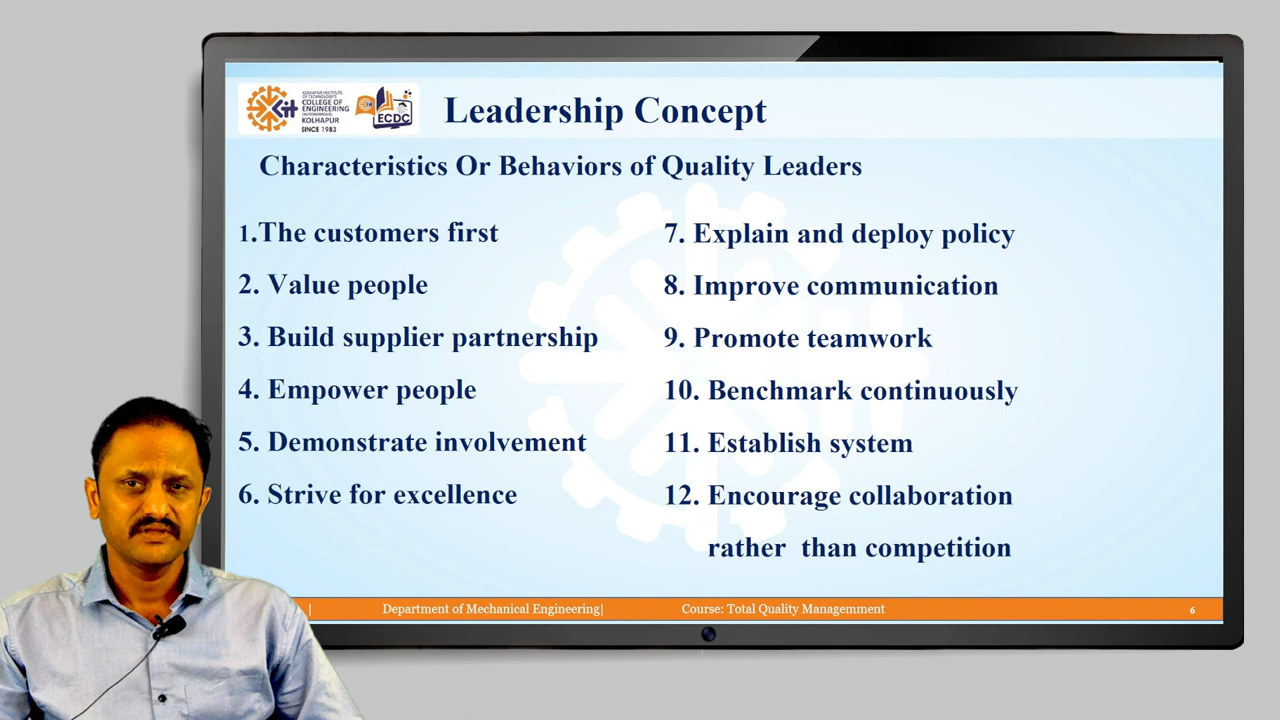 KOLHAPUR INSTITUTE
OF TECHNOLOGY'S
COLLEGE OF
ENGINEERING
(AUTONOMOUS),
KOLHAPUR
SINCE 1983
ECDC
Leadership Concept
Characteristics Or Behaviors of Quality Leaders
1.The customers first
2. Value people
3. Build supplier partnership
4. Empower people
5. Demonstrate involvement
6. Strive for excellence
7. Explain and deploy policy
8. Improve communication
9. Promote teamwork
10. Benchmark continuously
11. Establish system
12. Encourage collaboration
rather than competition
| Department of Mechanical Engineering| Course: Total Quality Managemment 6